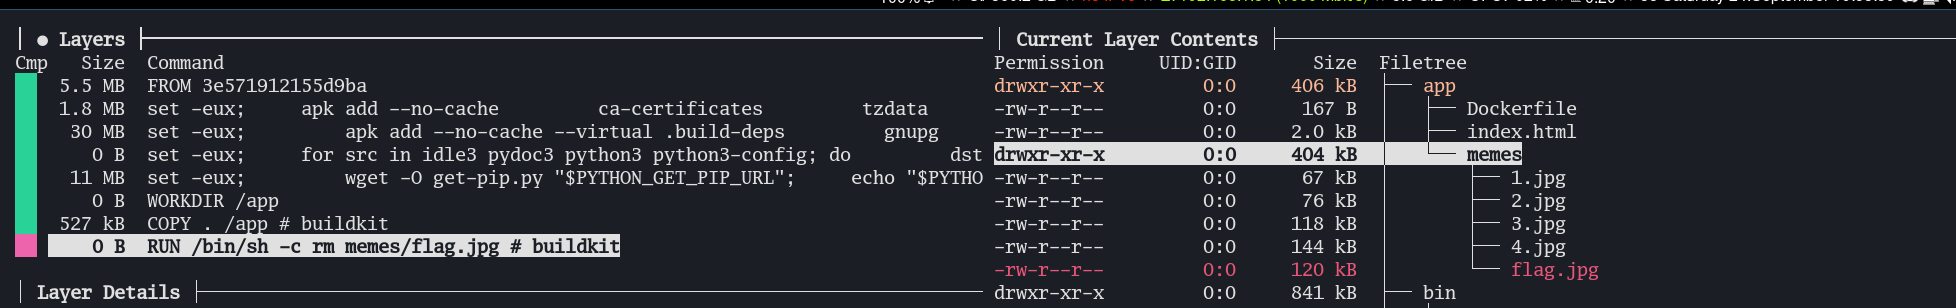 ● Layers
Cmp Size Command
5.5 MB FROM 3e571912155d9ba
1.8 MB set -eux; apk add --no-cache ca-certificates tzdata
30 MB set -eux; apk add --no-cache --virtual .build-deps gnupg
0 B set -eux; for src in idle3 pydoc3 python3 python3-config; do dst
11 MB set -eux; wget -O get-pip.py "$PYTHON_GET_PIP_URL"; echo "$PYTHO
0 B WORKDIR /app
527 kB COPY . /app # buildkit
0 B RUN /bin/sh -c rm memes/flag.jpg # buildkit
Layer Details
Current Layer Contents
Permission UID:GID Size Filetree
drwxr-xr-x 0:0 406 kB app
-rw-r--r-- 0:0 167 B Dockerfile
-rw-r--r-- 0:0 2.0 kB index.html
drwxr-xr-x 0:0 404 kB memes
-rw-r--r-- 0:0 67 kB 1.jpg
-rw-r--r-- 0:0 76 kB 2.jpg
-rw-r--r-- 0:0 118 kB 3.jpg
-rw-r--r-- 0:0 144 kB 4.jpg
-rw-r--r-- 0:0 120 kB flag.jpg
drwxr-xr-x 0:0 841 kB bin